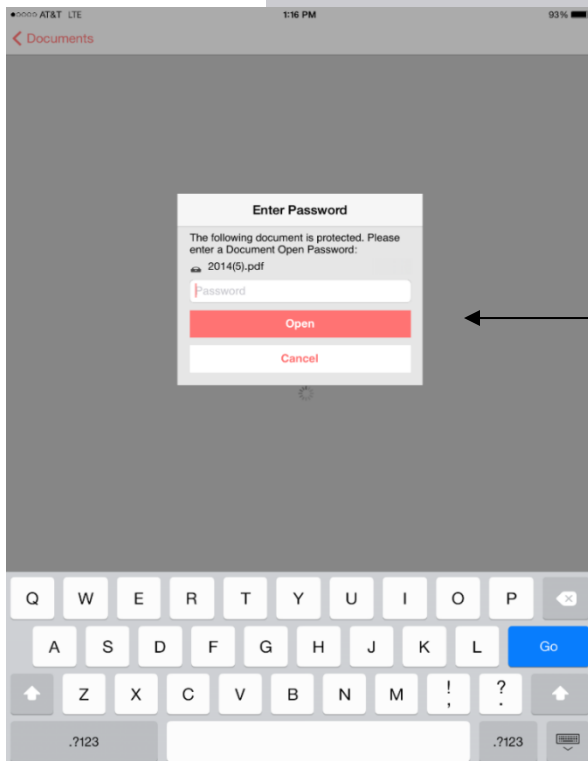 AT&T LTE 1:16 PM 93%
Documents
Enter Password
The following document is protected. Please
enter a Document Open Password:
2014(5).pdf
Password
Open
Cancel
Q W E R T Y U I O P
A S D F G H J K L Go
Z X C V B N M ! , ? .
.?123 .?123